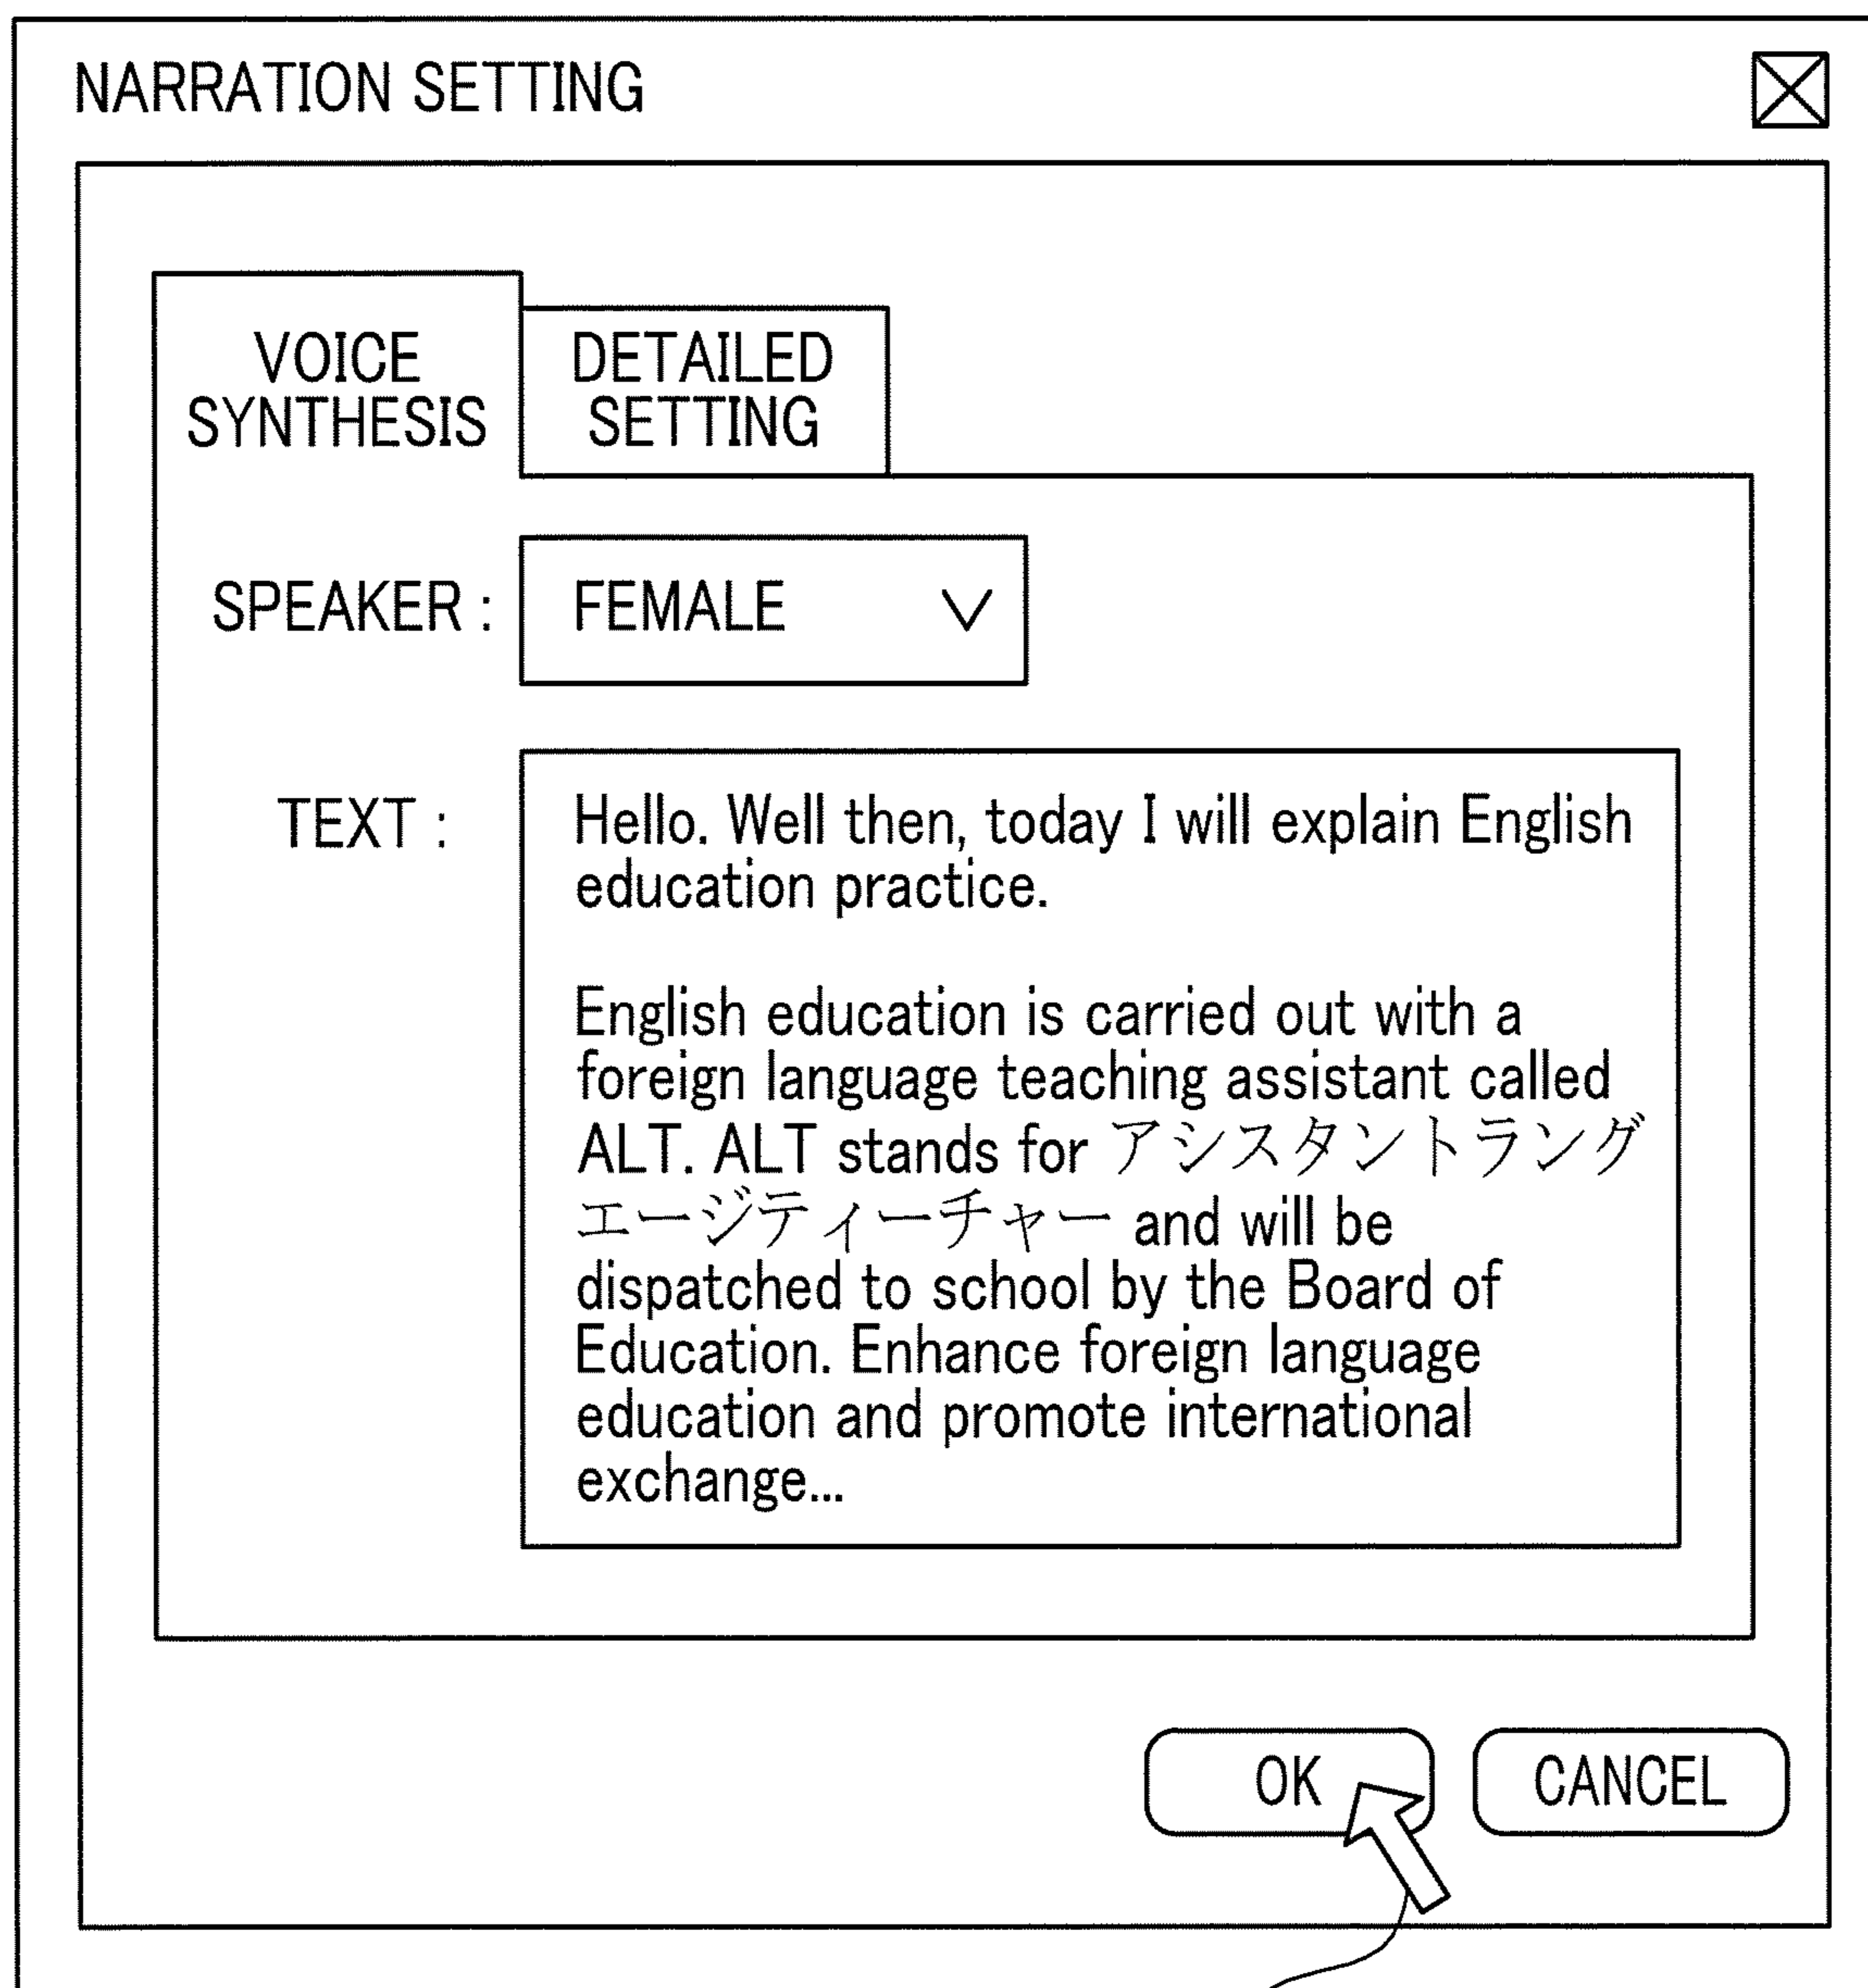 NARRATION SETTING
VOICE
SYNTHESIS
DETAILED
SETTING
SPEAKER :
FEMALE
TEXT :
Hello. Well then, today I will explain English
education practice.
English education is carried out with a
foreign language teaching assistant called
ALT. ALT stands for アシスタントラング
エージティーチャー and will be
dispatched to school by the Board of
Education. Enhance foreign language
education and promote international
exchange...
OK
CANCEL